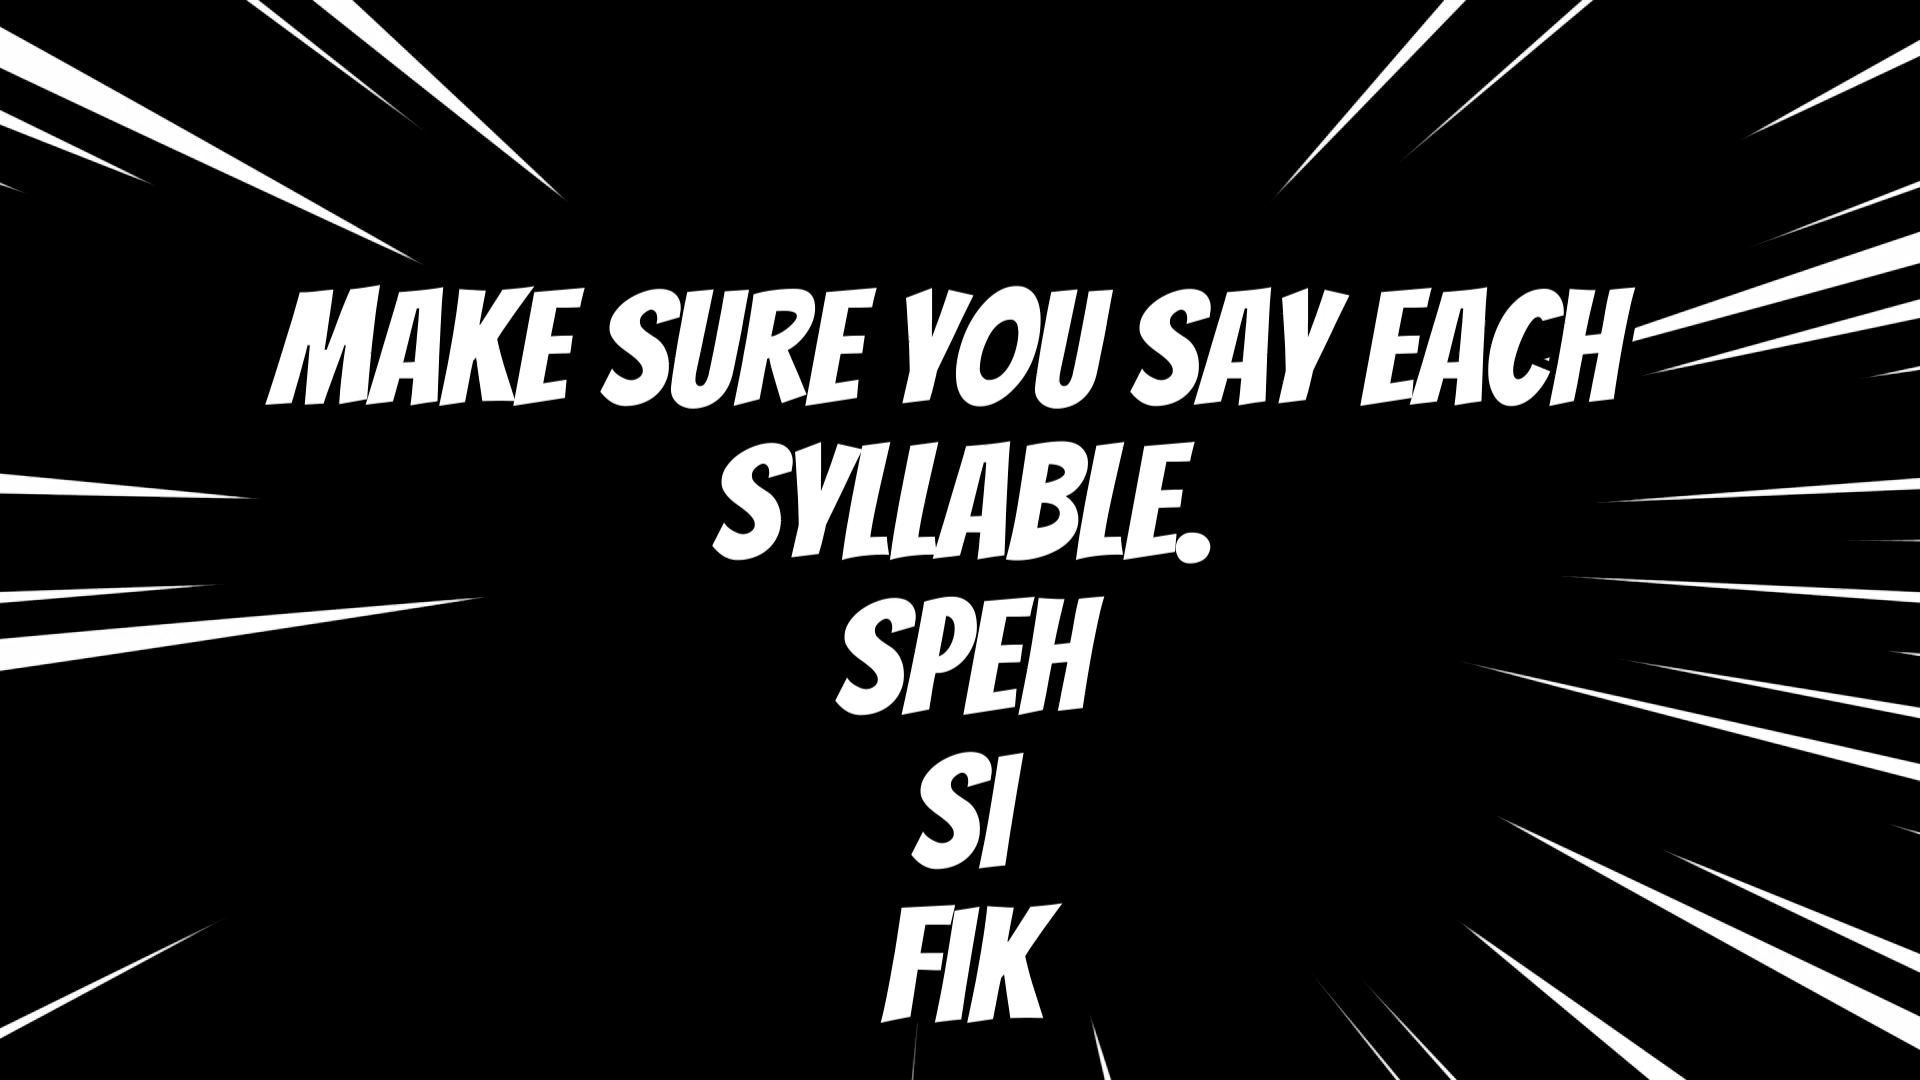 MAKE SURE YOU SAY EACH
SYLLABLE.
SPEH
SI
FIK